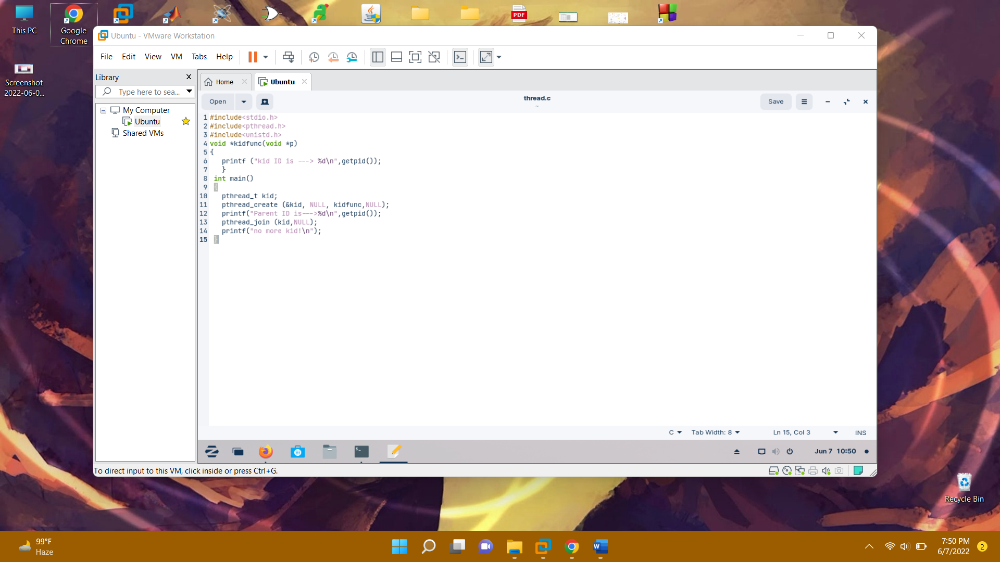 This PC
Google
Chrome
PDF
Screenshot
2022-06-0...
Ubuntu - VMware Workstation
File Edit View VM Tabs Help
Library
Type here to sea...
My Computer
Ubuntu
Shared VMs
Home
Ubuntu
Open
thread.c
Save
1 #include<stdio.h>
2 #include<pthread.h>
3 #include<unistd.h>
4 void *kidfunc(void *p)
5 {
6 printf ("kid ID is ---> %d\n",getpid());
7 }
8 int main()
9 {
10 pthread_t kid;
11 pthread_create (&kid, NULL, kidfunc,NULL);
12 printf("Parent ID is--->%d\n",getpid());
13 pthread_join (kid,NULL);
14 printf("no more kid!\n");
15 }
C Tab Width: 8 Ln 15, Col 3 INS
Jun 7 10:50
To direct input to this VM, click inside or press Ctrl+G.
Recycle Bin
99°F
Haze
7:50 PM
6/7/2022
2